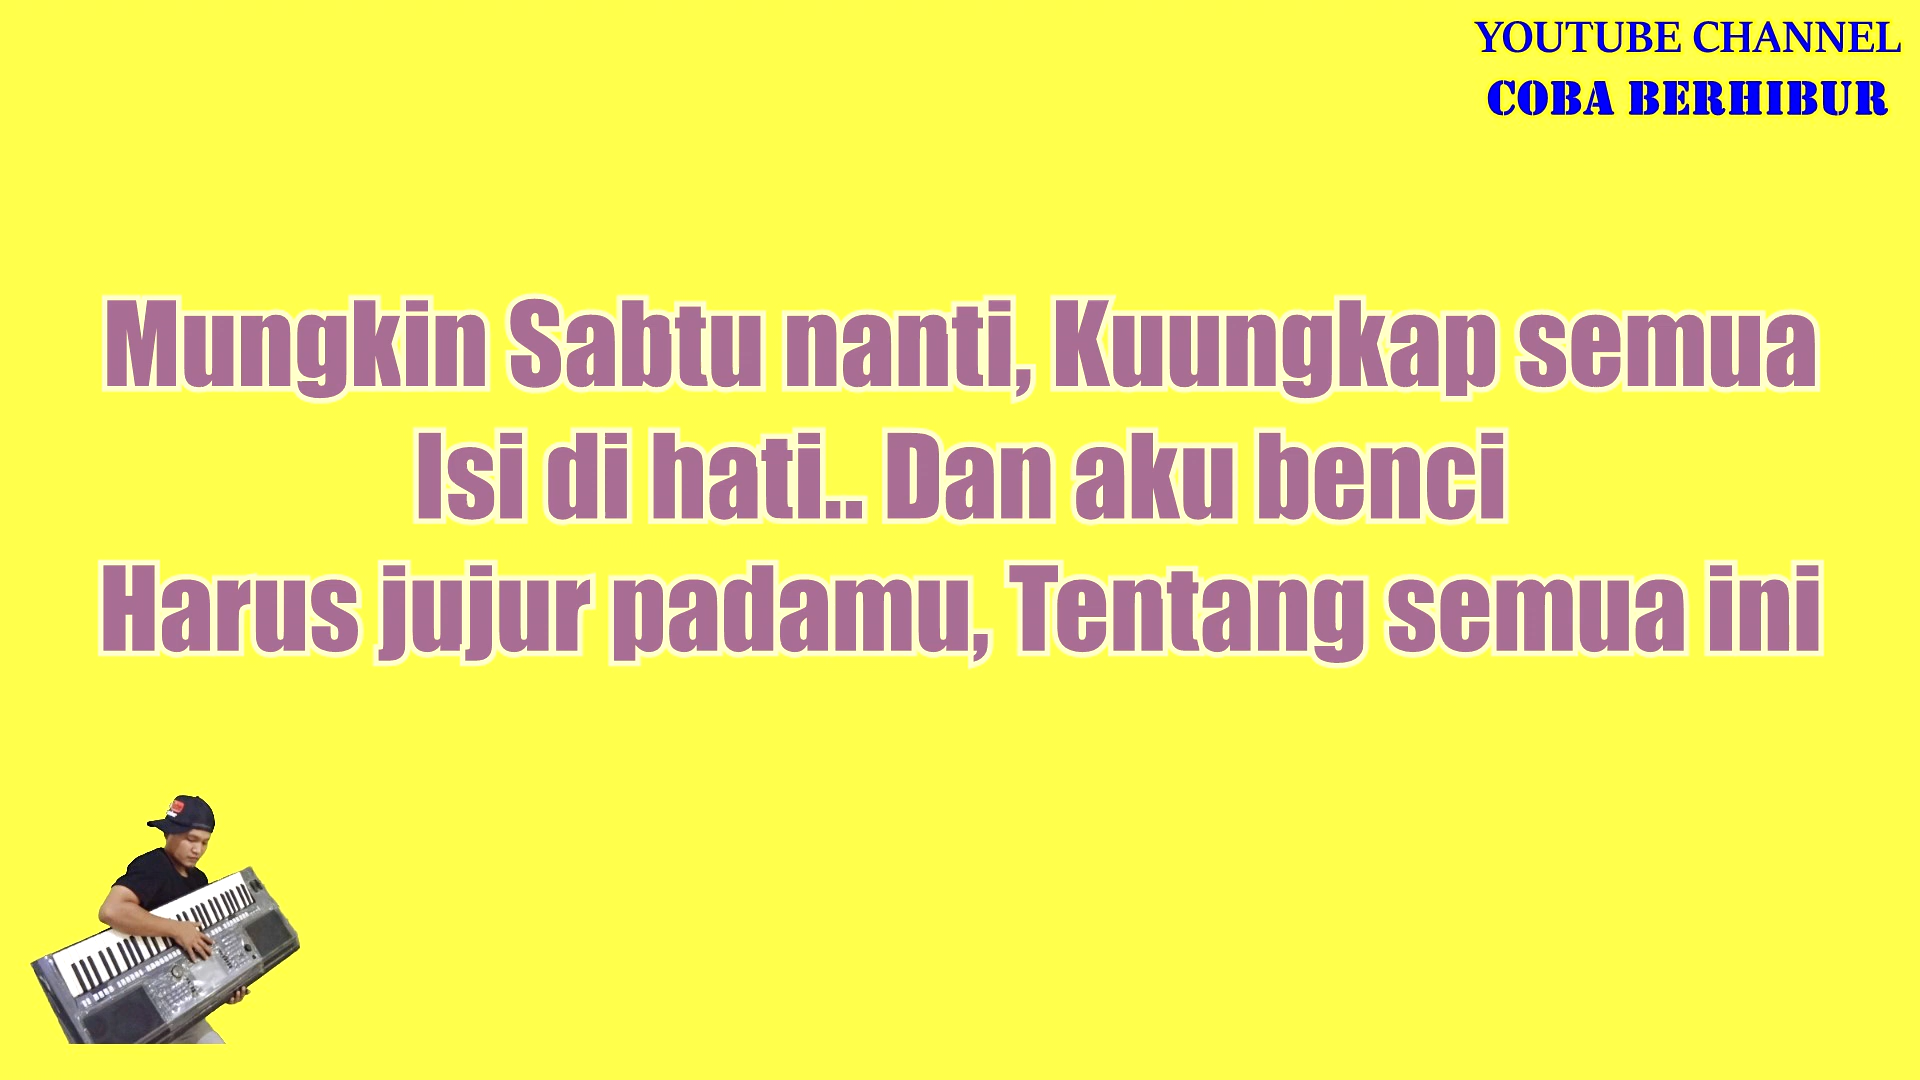 YOUTUBE CHANNEL
COBA BERHIBUR
Mungkin Sabtu nanti, Kuungkap semua
Isi di hati.. Dan aku benci
Harus jujur padamu, Tentang semua ini